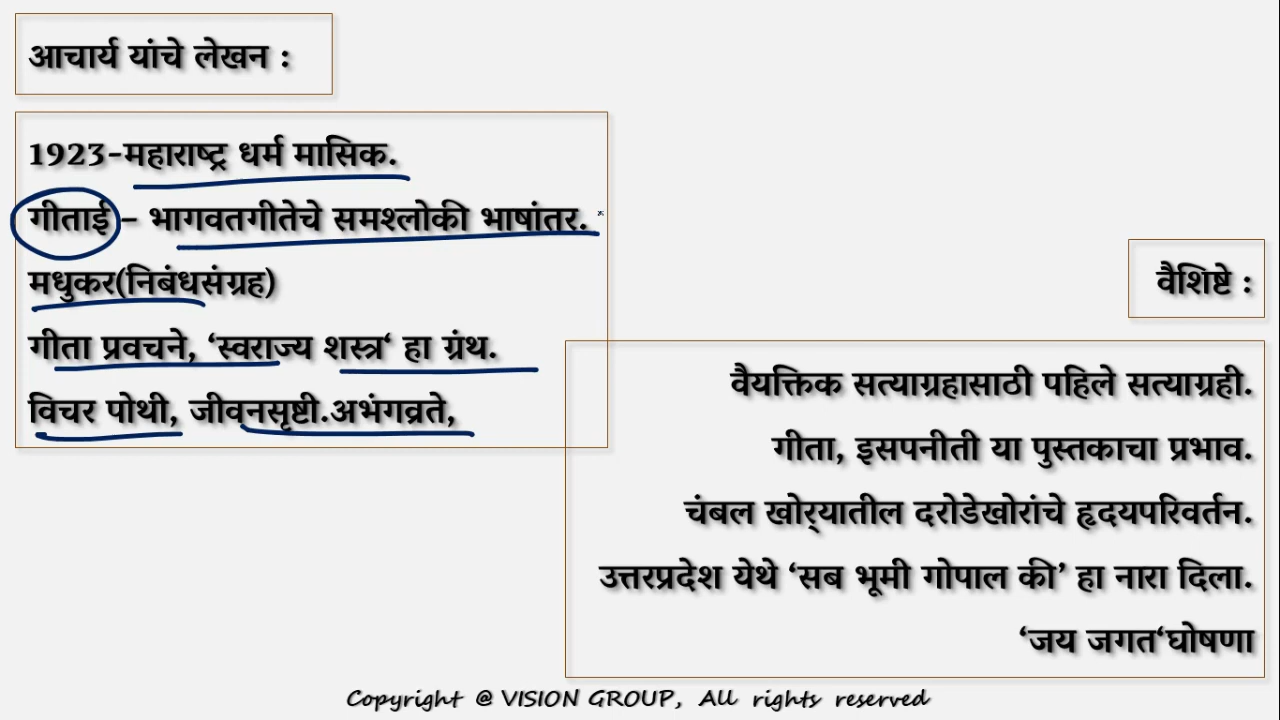 आचार्य यांचे लेखन :
1923-महाराष्ट्र धर्म मासिक.
गीताई – भागवतगीतेचे समश्लोकी भाषांतर.
मधुकर(निबंधसंग्रह)
गीता प्रवचने, ‘स्वराज्य शस्त्र‘ हा ग्रंथ.
विचर पोथी, जीवनसृष्टी.अभंगव्रते,
वैशिष्टे :
वैयक्तिक सत्याग्रहासाठी पहिले सत्याग्रही.
गीता, इसपनीती या पुस्तकाचा प्रभाव.
चंबल खोर्‍यातील दरोडेखोरांचे हृदयपरिवर्तन.
उत्तरप्रदेश येथे ‘सब भूमी गोपाल की’ हा नारा दिला.
‘जय जगत‘घोषणा
Copyright @ VISION GROUP, All rights reserved